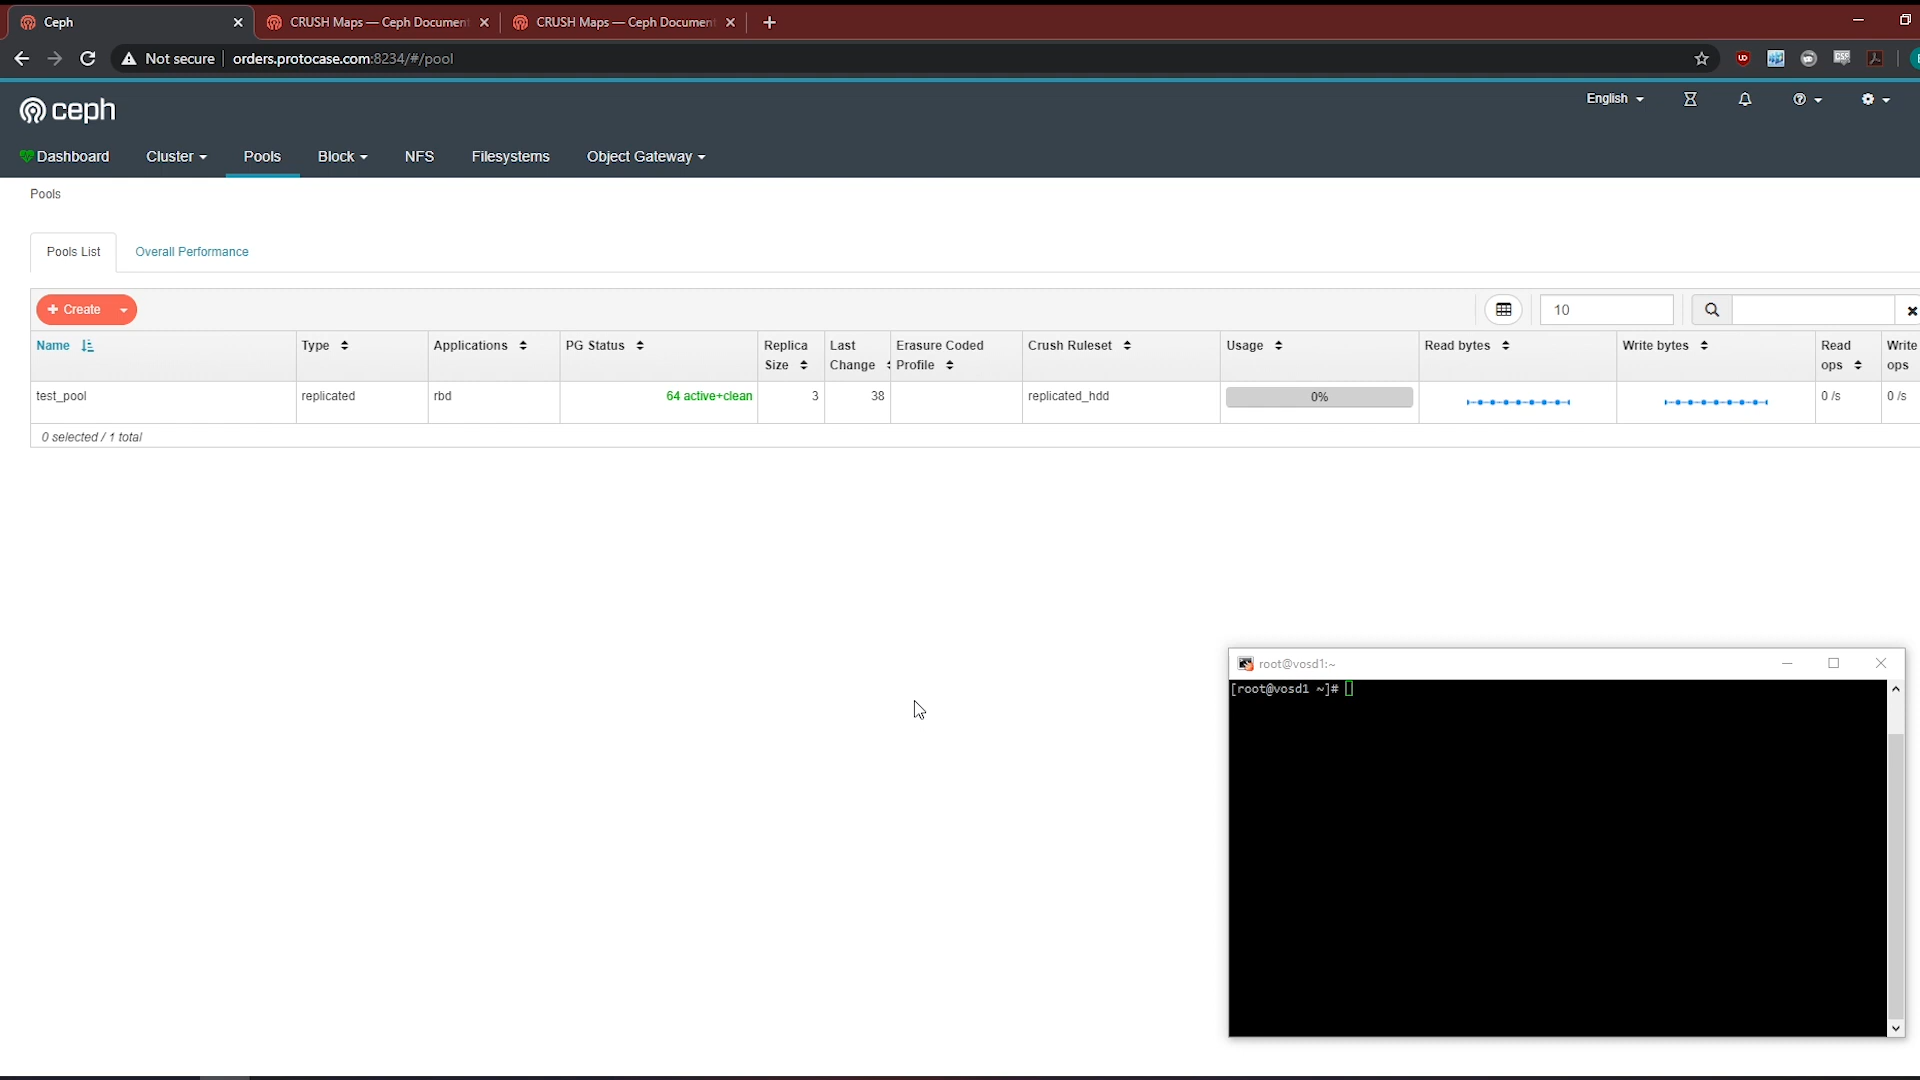 Ceph
CRUSH Maps — Ceph Document
CRUSH Maps — Ceph Document
Not secure
orders.protocase.com:8234/#/pool
ceph
English
Dashboard
Cluster
Pools
Block
NFS
Filesystems
Object Gateway
Pools
Pools List
Overall Performance
+ Create
10
Name
Type
Applications
PG Status
Replica Size
Last Change
Erasure Coded Profile
Crush Ruleset
Usage
Read bytes
Write bytes
Read ops
Write ops
test_pool
replicated
rbd
64 active+clean
3
38
replicated_hdd
0%
0 /s
0 /s
0 selected / 1 total
root@vosd1:~
[root@vosd1 ~]#